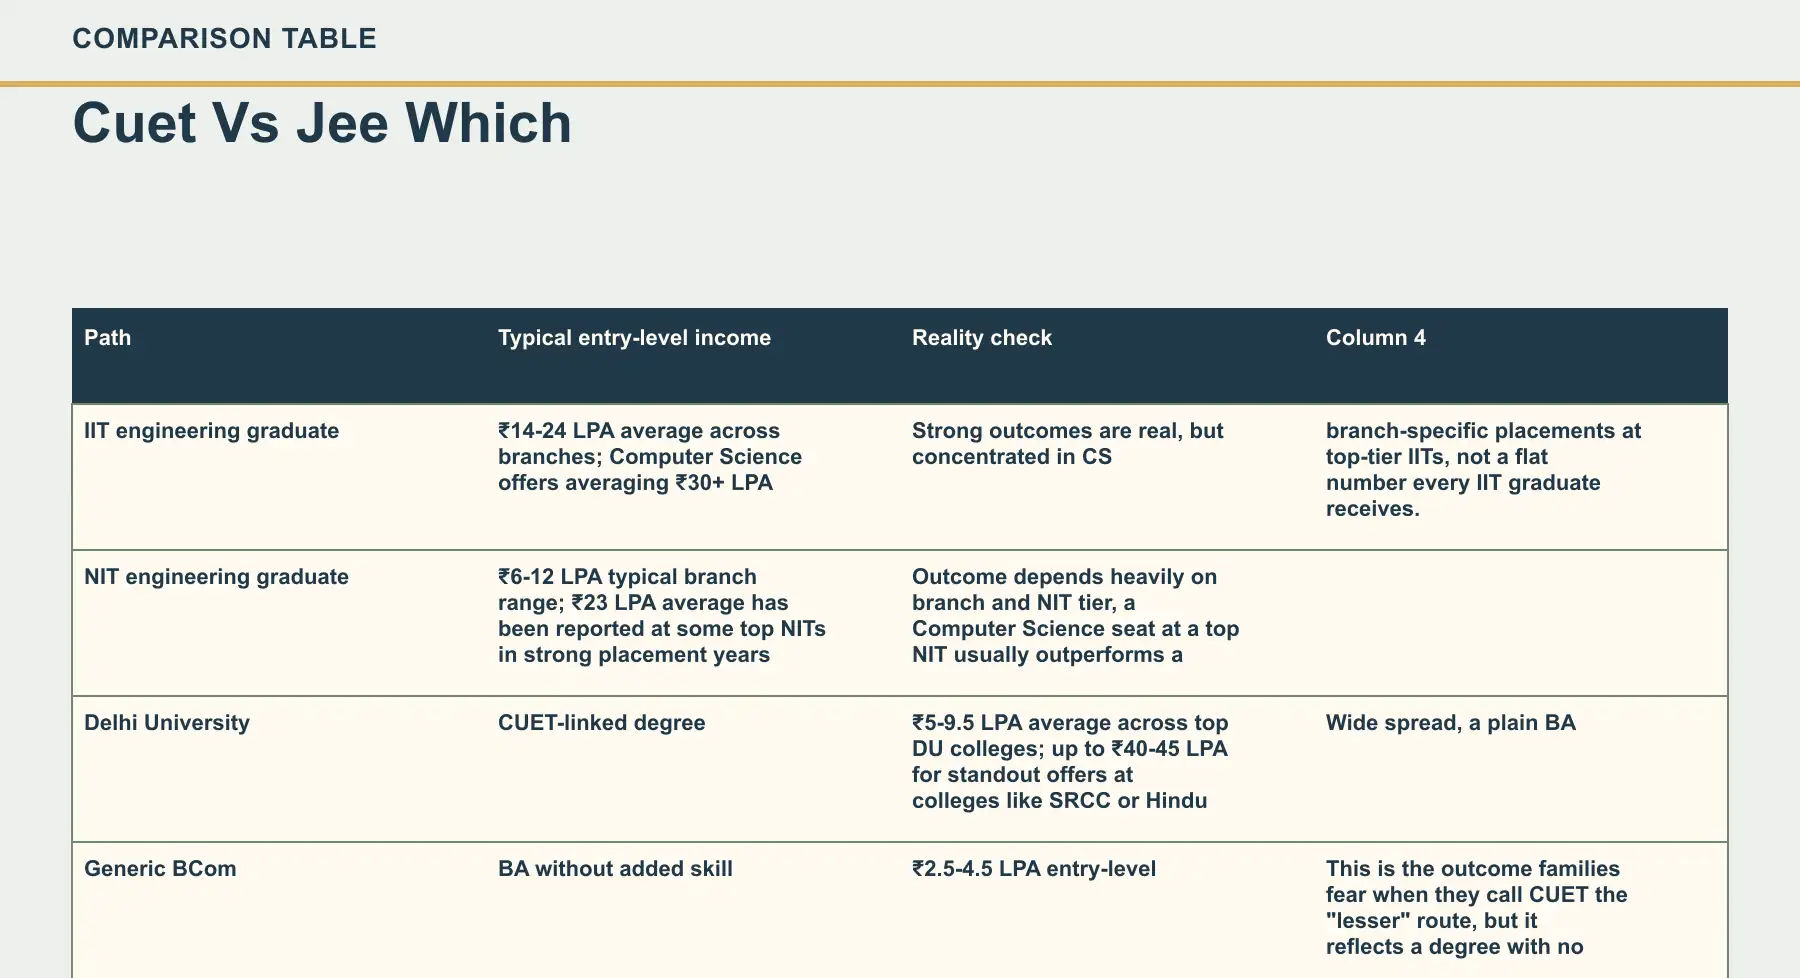 COMPARISON TABLE
Cuet Vs Jee Which
Path
Typical entry-level income
Reality check
Column 4
IIT engineering graduate
₹14-24 LPA average across
branches; Computer Science
offers averaging ₹30+ LPA
Strong outcomes are real, but
concentrated in CS
branch-specific placements at
top-tier IITs, not a flat
number every IIT graduate
receives.
NIT engineering graduate
₹6-12 LPA typical branch
range; ₹23 LPA average has
been reported at some top NITs
in strong placement years
Outcome depends heavily on
branch and NIT tier, a
Computer Science seat at a top
NIT usually outperforms a
Delhi University
CUET-linked degree
₹5-9.5 LPA average across top
DU colleges; up to ₹40-45 LPA
for standout offers at
colleges like SRCC or Hindu
Wide spread, a plain BA
Generic BCom
BA without added skill
₹2.5-4.5 LPA entry-level
This is the outcome families
fear when they call CUET the
"lesser" route, but it
reflects a degree with no